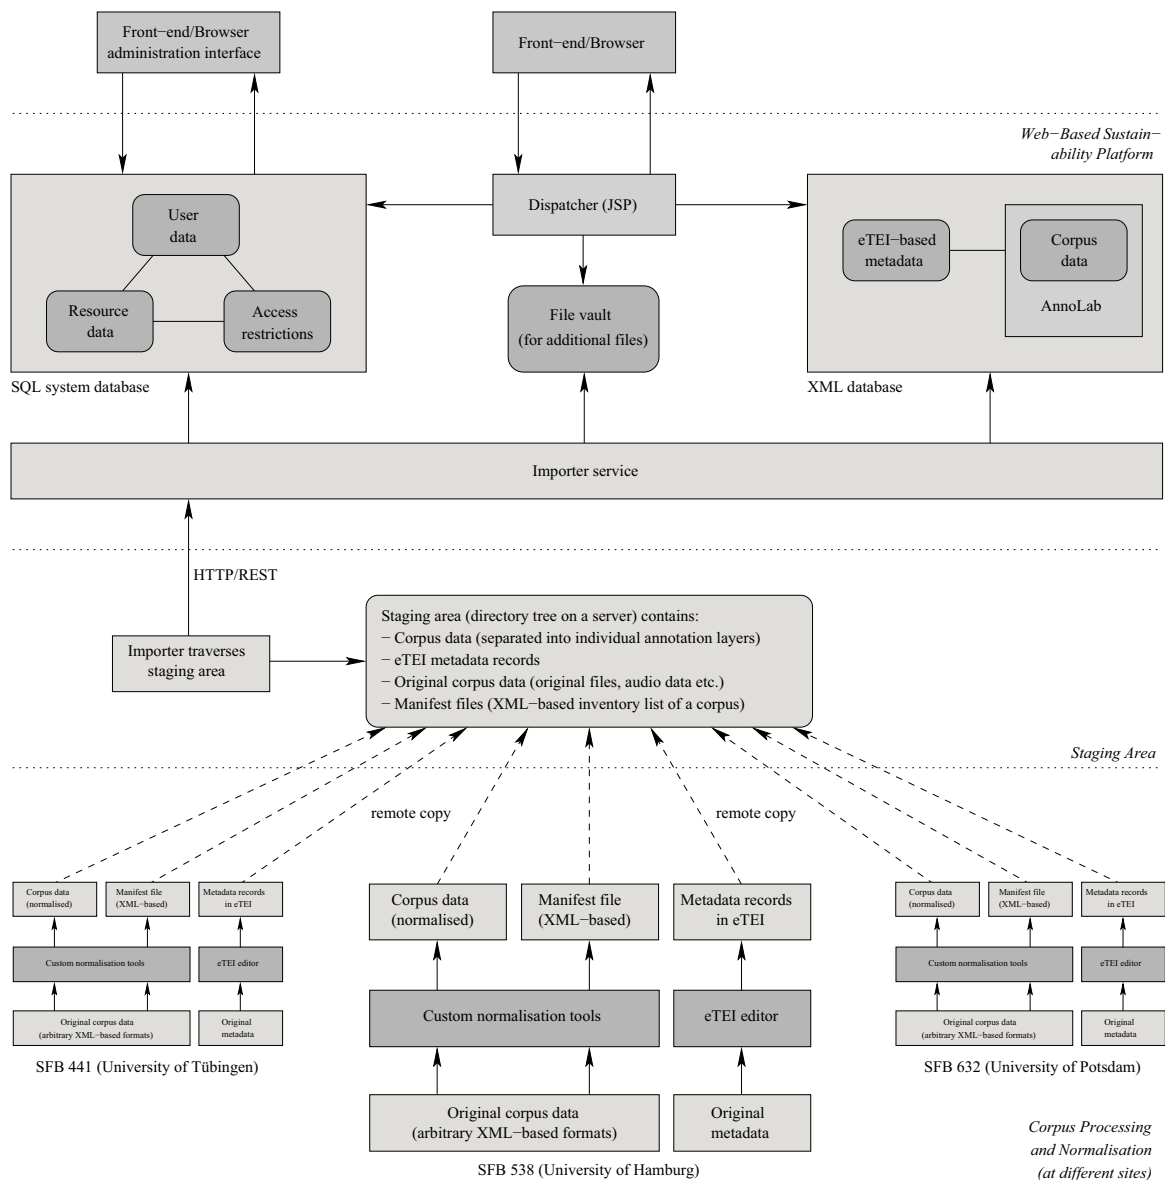 Front−end/Browser
administration interface
Front−end/Browser
Web−Based Sustain−
ability Platform
User
data
Resource
data
Access
restrictions
SQL system database
Dispatcher (JSP)
File vault
(for additional files)
eTEI−based
metadata
Corpus
data
AnnoLab
XML database
Importer service
HTTP/REST
Importer traverses
staging area
Staging area (directory tree on a server) contains:
− Corpus data (separated into individual annotation layers)
− eTEI metadata records
− Original corpus data (original files, audio data etc.)
− Manifest files (XML−based inventory list of a corpus)
Staging Area
remote copy
remote copy
Corpus data
(normalised)
Manifest file
(XML−based)
Metadata records
in eTEI
Custom normalisation tools
eTEI editor
Original corpus data
(arbitrary XML−based formats)
Original
metadata
SFB 441 (University of Tübingen)
Corpus data
(normalised)
Manifest file
(XML−based)
Metadata records
in eTEI
Custom normalisation tools
eTEI editor
Original corpus data
(arbitrary XML−based formats)
Original
metadata
SFB 538 (University of Hamburg)
Corpus data
(normalised)
Manifest file
(XML−based)
Metadata records
in eTEI
Custom normalisation tools
eTEI editor
Original corpus data
(arbitrary XML−based formats)
Original
metadata
SFB 632 (University of Potsdam)
Corpus Processing
and Normalisation
(at different sites)